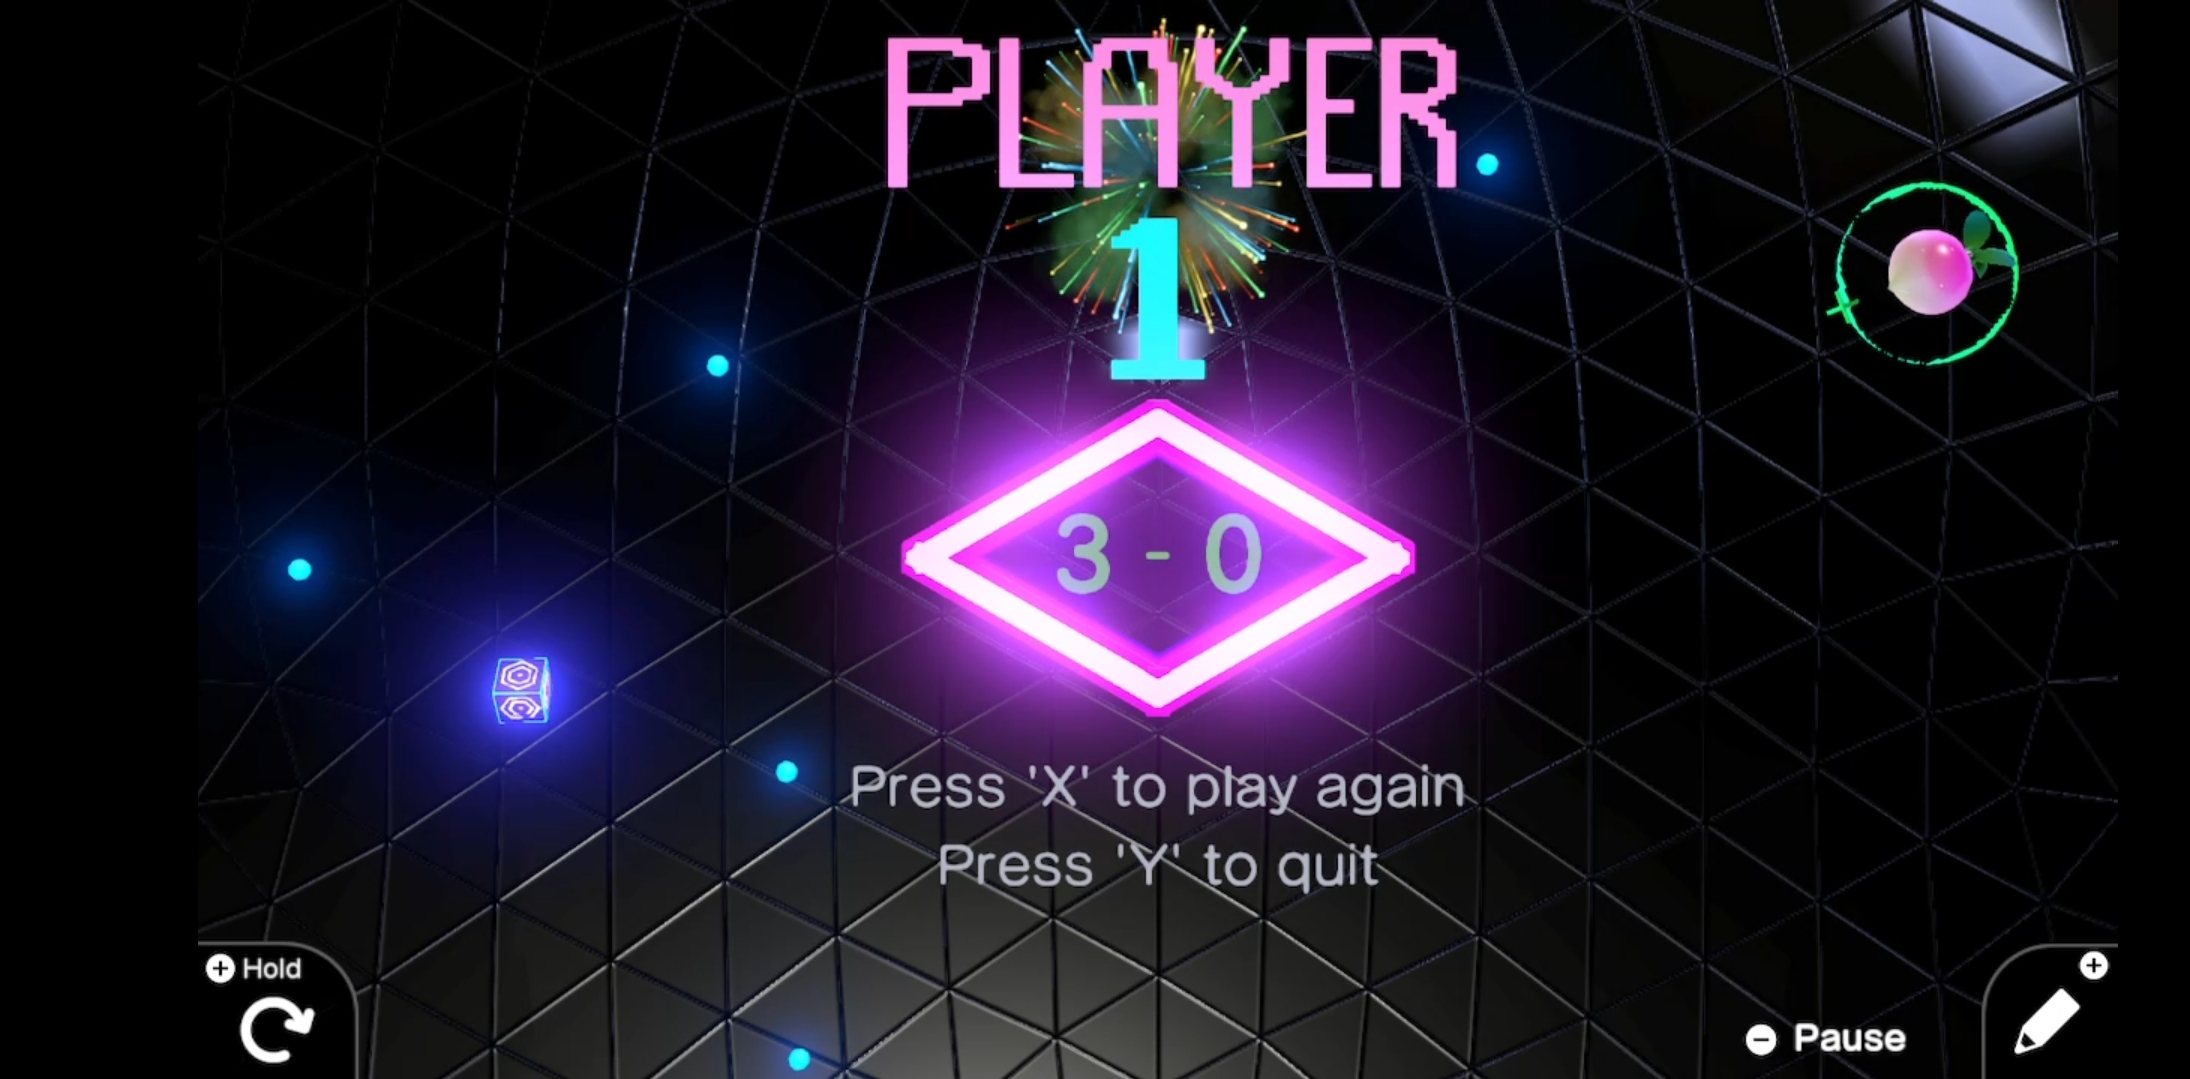 PLAYER
1
3 - 0
Press 'X' to play again
Press 'Y' to quit
Hold
Pause